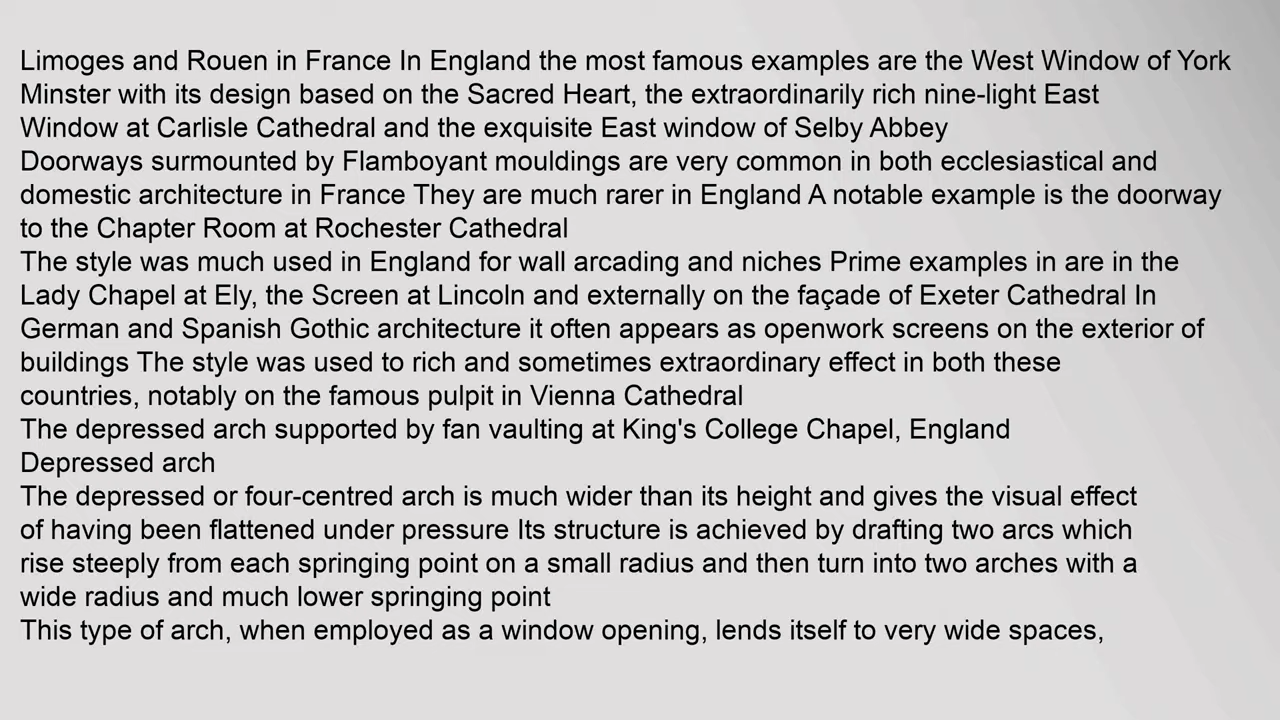 Limoges and Rouen in France In England the most famous examples are the West Window of York
Minster with its design based on the Sacred Heart, the extraordinarily rich nine-light East
Window at Carlisle Cathedral and the exquisite East window of Selby Abbey
Doorways surmounted by Flamboyant mouldings are very common in both ecclesiastical and
domestic architecture in France They are much rarer in England A notable example is the doorway
to the Chapter Room at Rochester Cathedral
The style was much used in England for wall arcading and niches Prime examples in are in the
Lady Chapel at Ely, the Screen at Lincoln and externally on the façade of Exeter Cathedral In
German and Spanish Gothic architecture it often appears as openwork screens on the exterior of
buildings The style was used to rich and sometimes extraordinary effect in both these
countries, notably on the famous pulpit in Vienna Cathedral
The depressed arch supported by fan vaulting at King's College Chapel, England
Depressed arch
The depressed or four-centred arch is much wider than its height and gives the visual effect
of having been flattened under pressure Its structure is achieved by drafting two arcs which
rise steeply from each springing point on a small radius and then turn into two arches with a
wide radius and much lower springing point
This type of arch, when employed as a window opening, lends itself to very wide spaces,